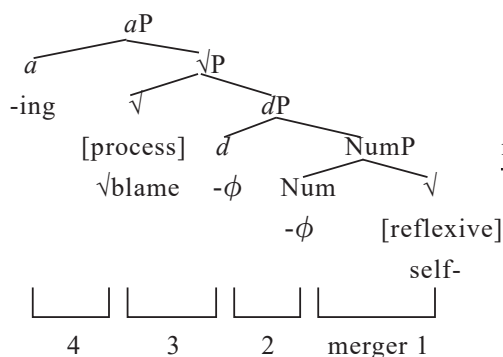 aP
a √P
-ing √ dP
[process] d NumP
√blame -ϕ Num √
-ϕ [reflexive]
self-
4 3 2 merger 1